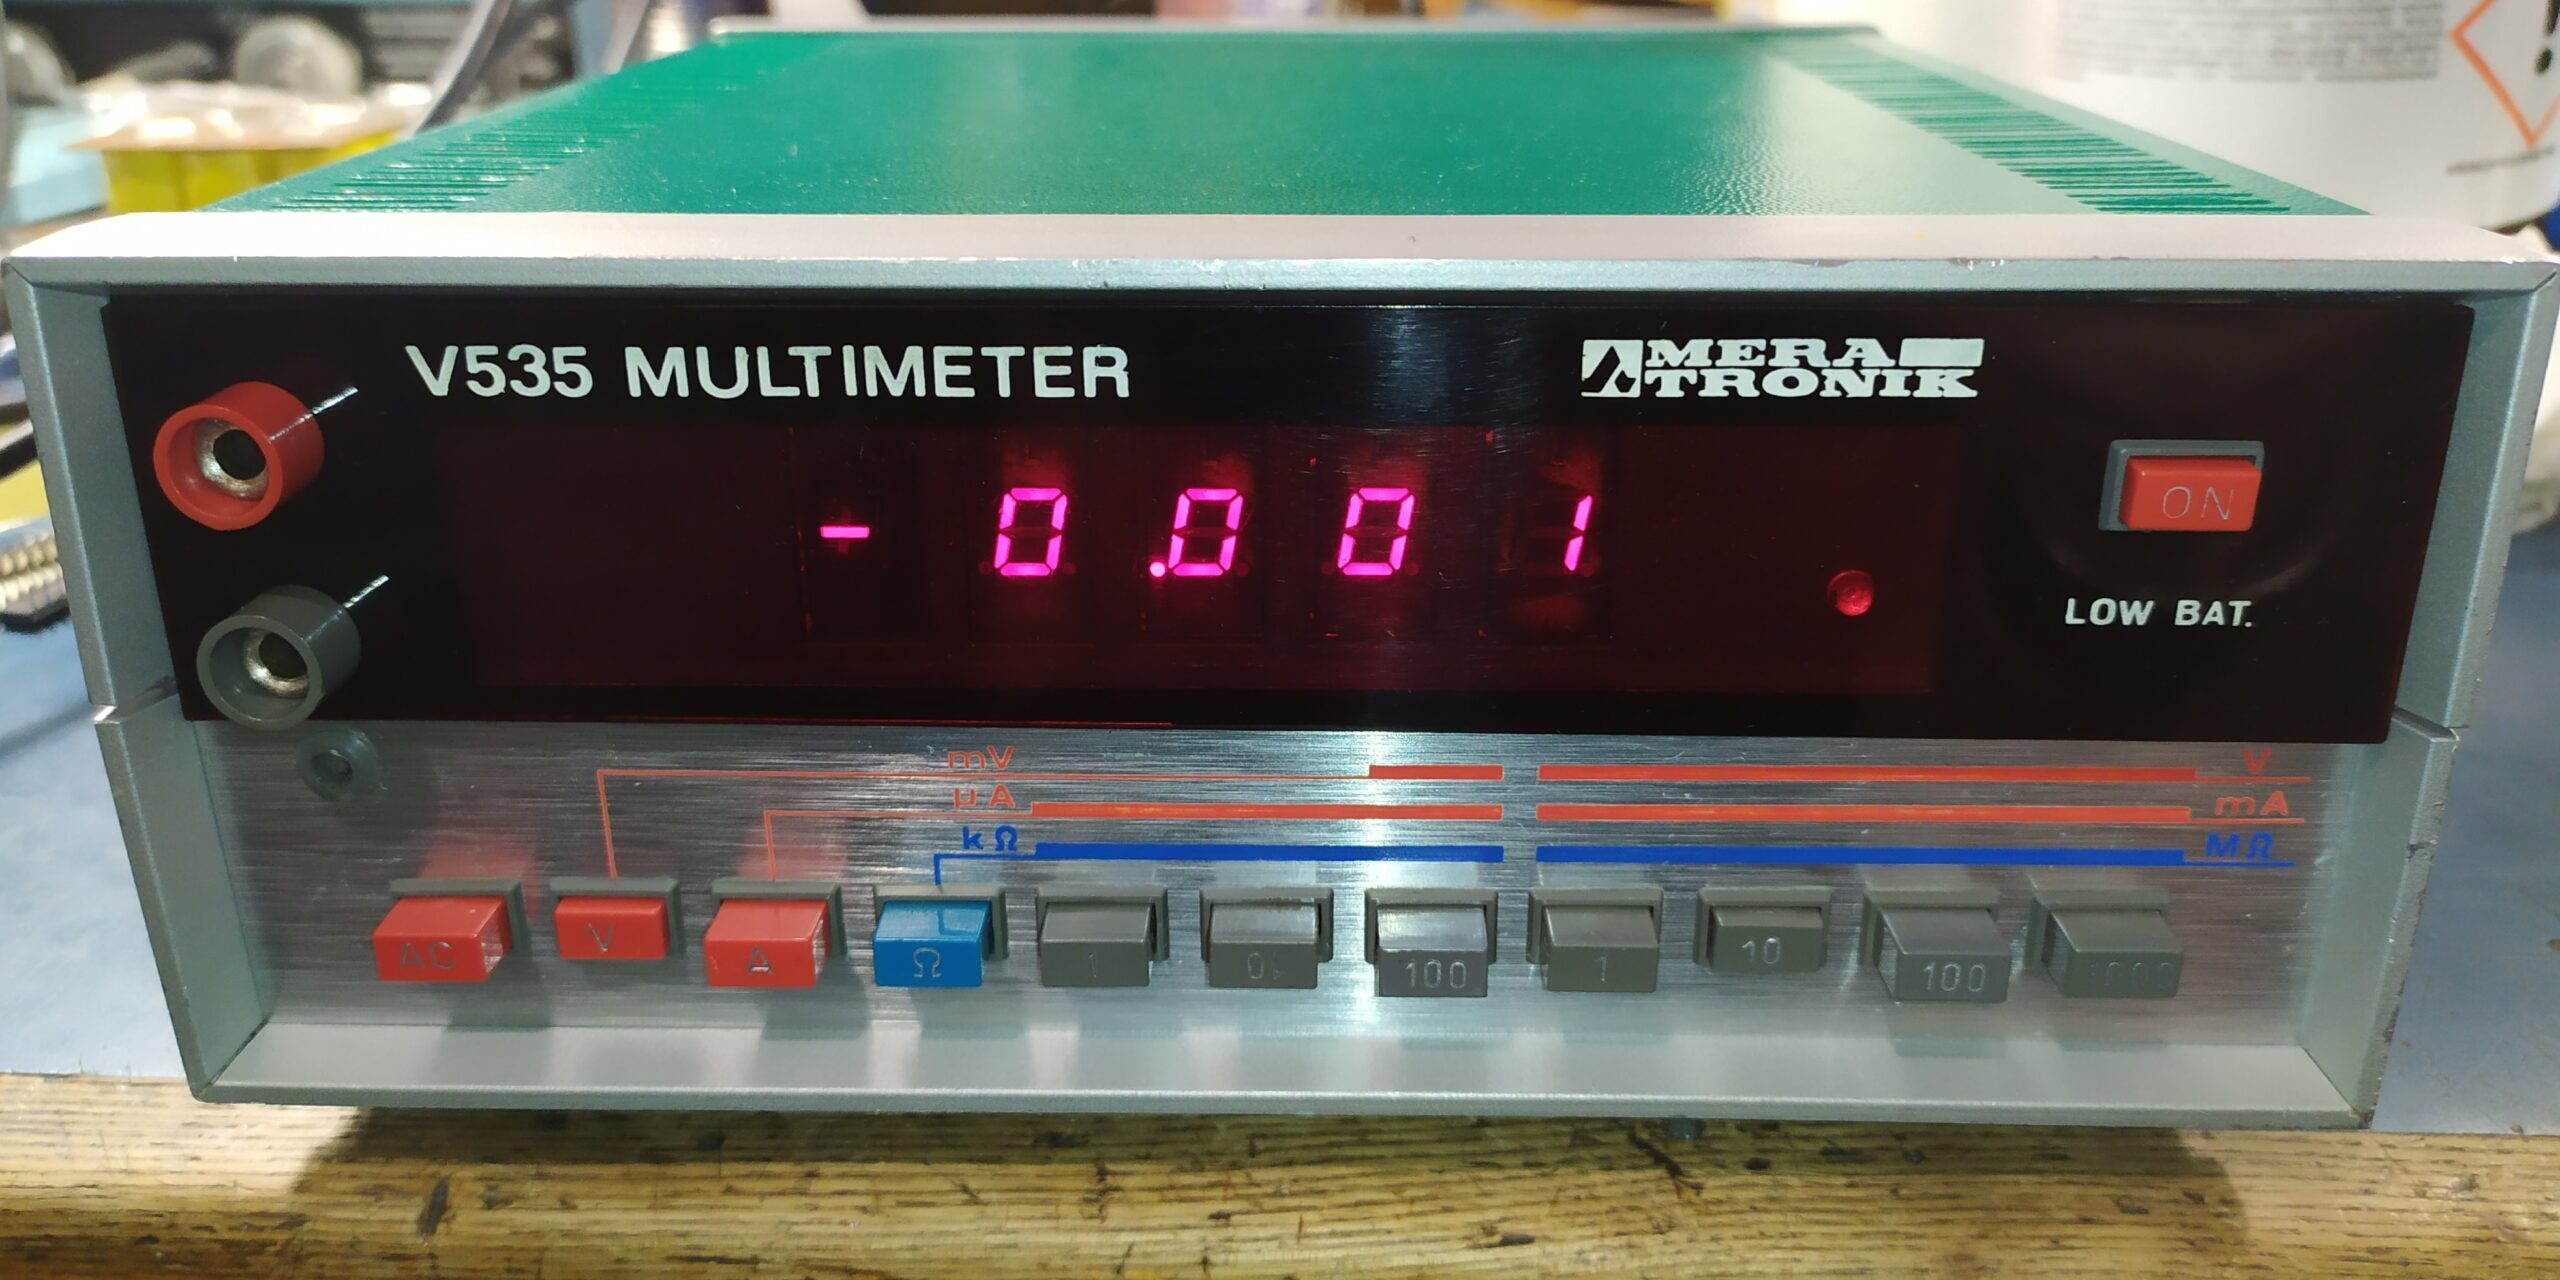 V535 MULTIMETER
MERA
TRONIK
- 0.001
ON
LOW BAT.
mV
V
µA
mA
kΩ
MΩ
AC
V
A
Ω
1
10
100
1
10
100
1000